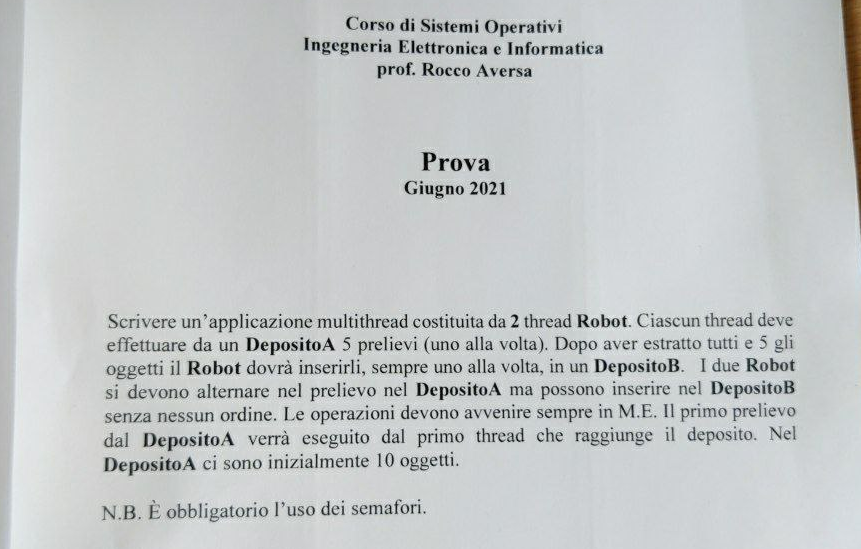 Corso di Sistemi Operativi
Ingegneria Elettronica e Informatica
prof. Rocco Aversa
Prova
Giugno 2021
Scrivere un'applicazione multithread costituita da 2 thread Robot. Ciascun thread deve
effettuare da un DepositoA 5 prelievi (uno alla volta). Dopo aver estratto tutti e 5 gli
oggetti il Robot dovrà inserirli, sempre uno alla volta, in un DepositoB. I due Robot
si devono alternare nel prelievo nel DepositoA ma possono inserire nel DepositoB
senza nessun ordine. Le operazioni devono avvenire sempre in M.E. Il primo prelievo
dal DepositoA verrà eseguito dal primo thread che raggiunge il deposito. Nel
DepositoA ci sono inizialmente 10 oggetti.
N.B. È obbligatorio l'uso dei semafori.